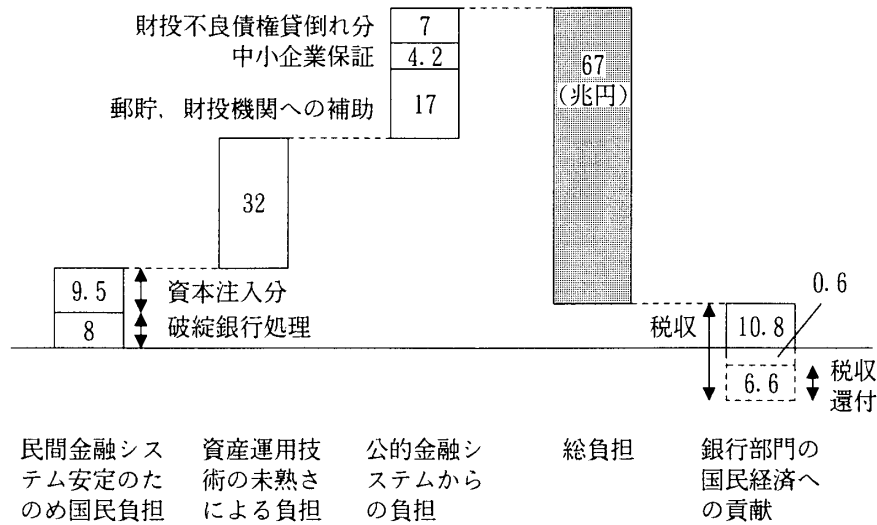 財投不良債権貸倒れ分
7
中小企業保証
4.2
郵貯，財投機関への補助
17
67
(兆円)
32
9.5
資本注入分
8
破綻銀行処理
0.6
税収
10.8
6.6
税収
還付
民間金融シス
テム安定のた
のめ国民負担
資産運用技
術の未熟さ
による負担
公的金融シ
ステムから
の負担
総負担
銀行部門の
国民経済へ
の貢献